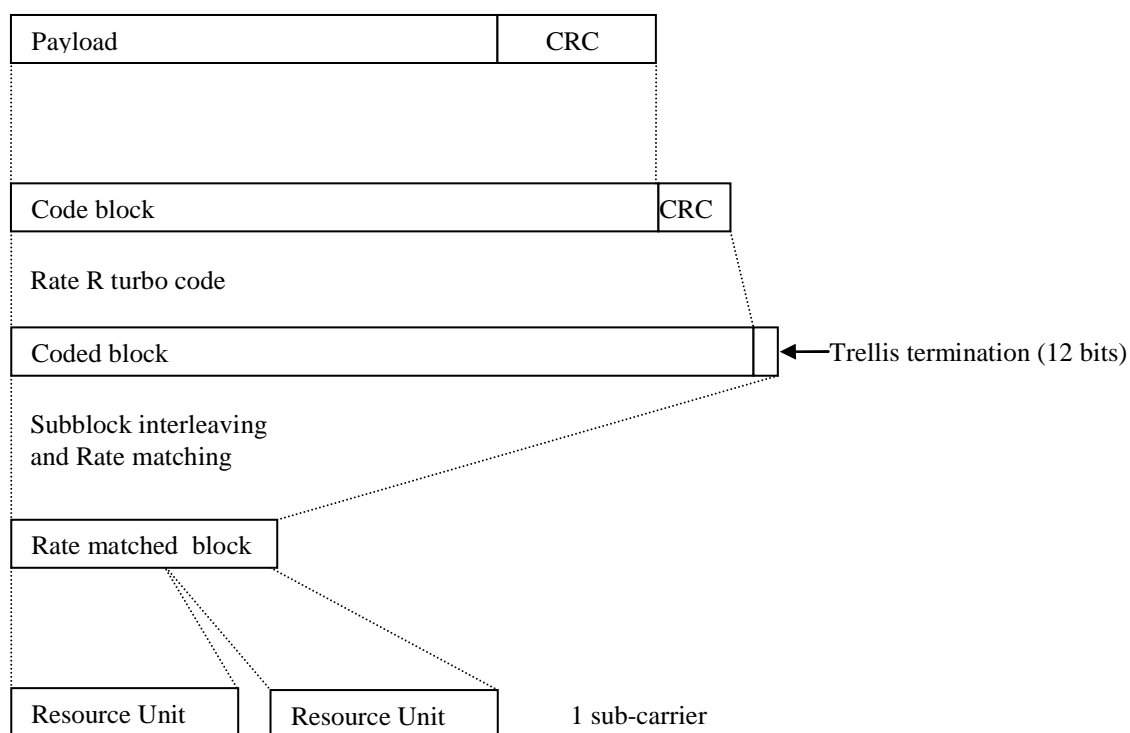 Payload CRC
Code block CRC
Rate R turbo code
Coded block Trellis termination (12 bits)
Subblock interleaving
and Rate matching
Rate matched block
Resource Unit Resource Unit 1 sub-carrier